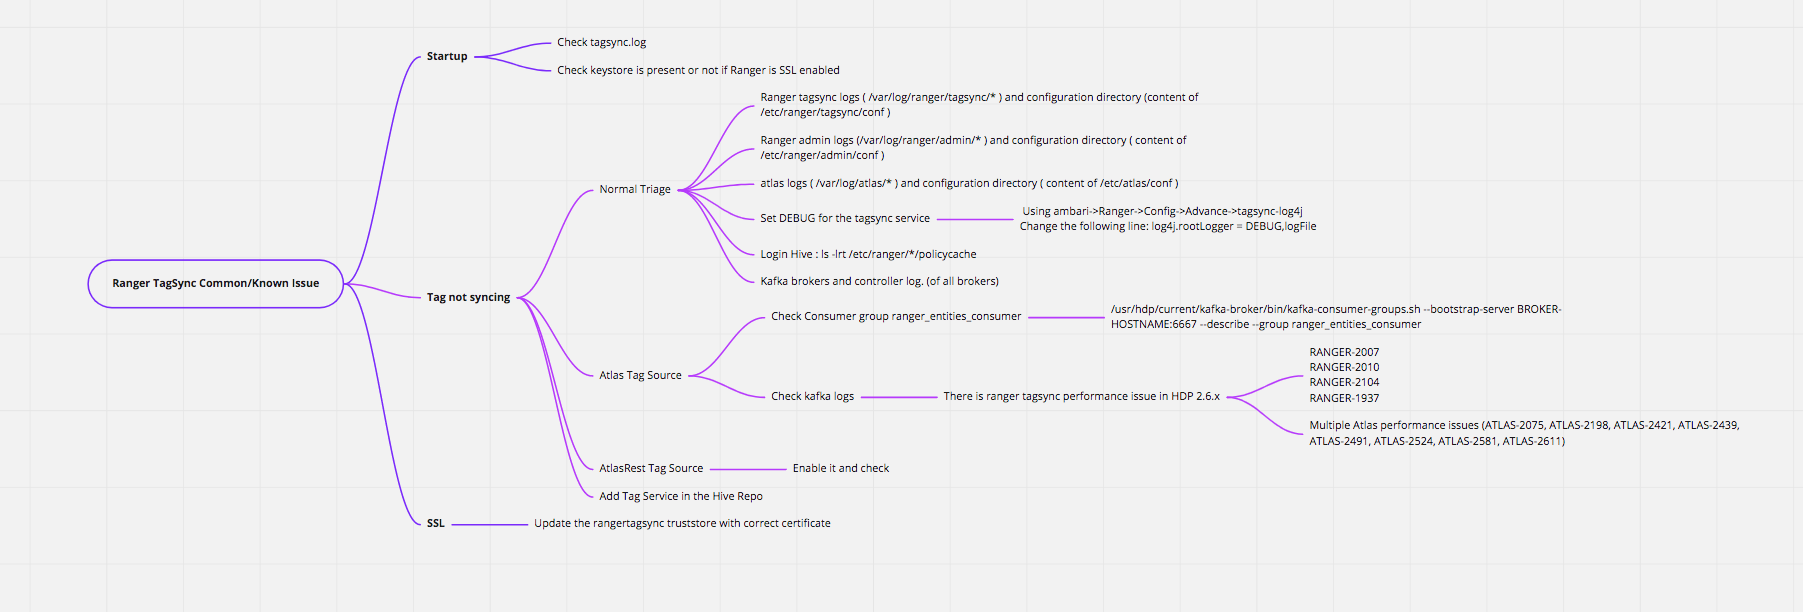 Ranger TagSync Common/Known Issue
Startup
Check tagsync.log
Check keystore is present or not if Ranger is SSL enabled
Tag not syncing
Normal Triage
Ranger tagsync logs ( /var/log/ranger/tagsync/* ) and configuration directory (content of
/etc/ranger/tagsync/conf )
Ranger admin logs (/var/log/ranger/admin/* ) and configuration directory ( content of
/etc/ranger/admin/conf )
atlas logs ( /var/log/atlas/* ) and configuration directory ( content of /etc/atlas/conf )
Set DEBUG for the tagsync service
Using ambari->Ranger->Config->Advance->tagsync-log4j
Change the following line: log4j.rootLogger = DEBUG,logFile
Login Hive : ls -lrt /etc/ranger/*/policycache
Kafka brokers and controller log. (of all brokers)
Atlas Tag Source
Check Consumer group ranger_entities_consumer
/usr/hdp/current/kafka-broker/bin/kafka-consumer-groups.sh --bootstrap-server BROKER-
HOSTNAME:6667 --describe --group ranger_entities_consumer
Check kafka logs
There is ranger tagsync performance issue in HDP 2.6.x
RANGER-2007
RANGER-2010
RANGER-2104
RANGER-1937
Multiple Atlas performance issues (ATLAS-2075, ATLAS-2198, ATLAS-2421, ATLAS-2439,
ATLAS-2491, ATLAS-2524, ATLAS-2581, ATLAS-2611)
AtlasRest Tag Source
Enable it and check
Add Tag Service in the Hive Repo
SSL
Update the rangertagsync truststore with correct certificate